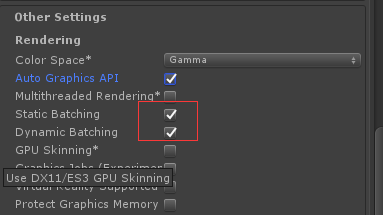 Other Settings
Rendering
Color Space* Gamma
Auto Graphics API
Multithreaded Rendering*
Static Batching
Dynamic Batching
GPU Skinning*
Graphics Jobs (Experimen
Use DX11/ES3 GPU Skinning
Virtual Reality Supported
Protect Graphics Memory